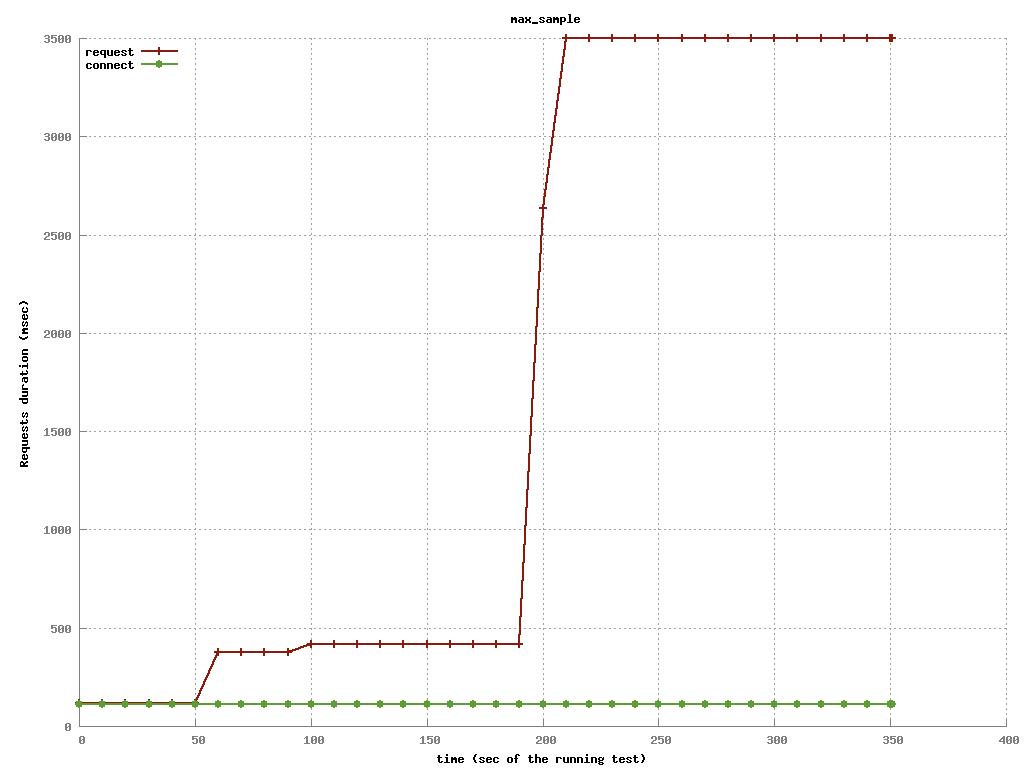 max_sample
request
connect
3500
3000
2500
2000
1500
1000
500
0
0 50 100 150 200 250 300 350 400
Requests duration (msec)
time (sec of the running test)